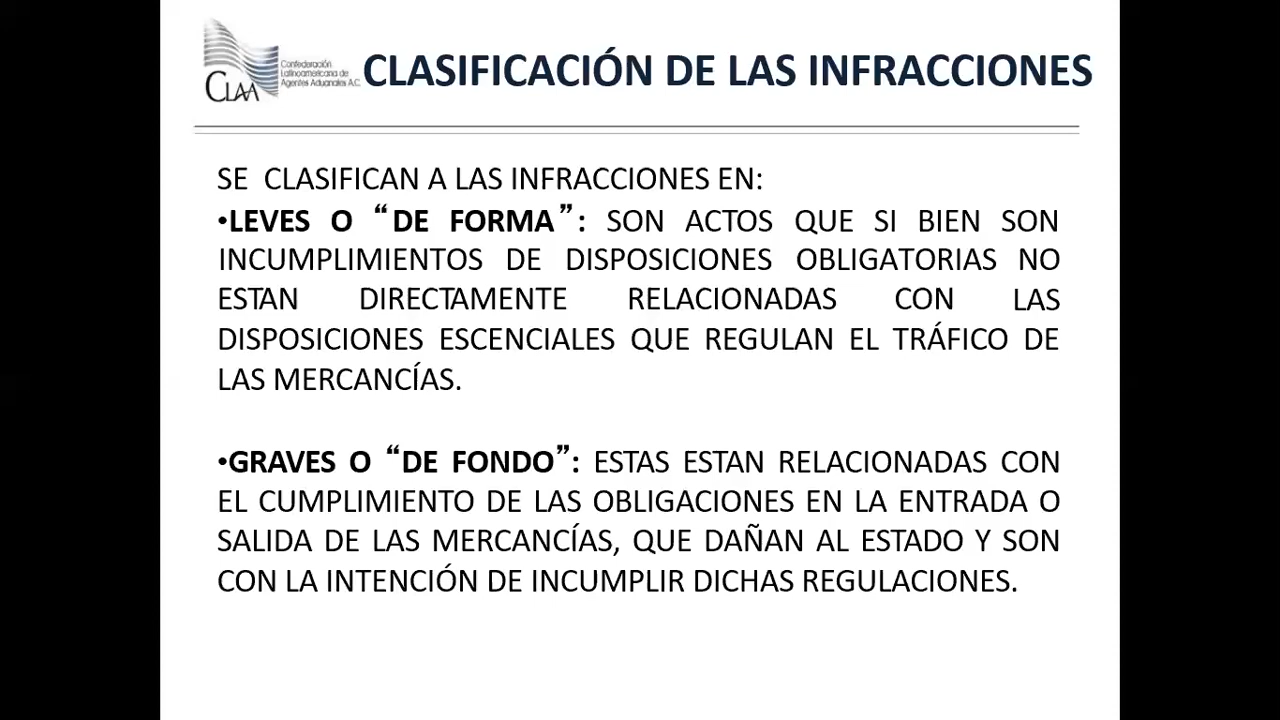 CLAA
Confederación
Latinoamericana de
Agentes Aduanales A.C.
CLASIFICACIÓN DE LAS INFRACCIONES
SE CLASIFICAN A LAS INFRACCIONES EN:
•LEVES O “DE FORMA”: SON ACTOS QUE SI BIEN SON
INCUMPLIMIENTOS DE DISPOSICIONES OBLIGATORIAS NO
ESTAN DIRECTAMENTE RELACIONADAS CON LAS
DISPOSICIONES ESCENCIALES QUE REGULAN EL TRÁFICO DE
LAS MERCANCÍAS.
•GRAVES O “DE FONDO”: ESTAS ESTAN RELACIONADAS CON
EL CUMPLIMIENTO DE LAS OBLIGACIONES EN LA ENTRADA O
SALIDA DE LAS MERCANCÍAS, QUE DAÑAN AL ESTADO Y SON
CON LA INTENCIÓN DE INCUMPLIR DICHAS REGULACIONES.